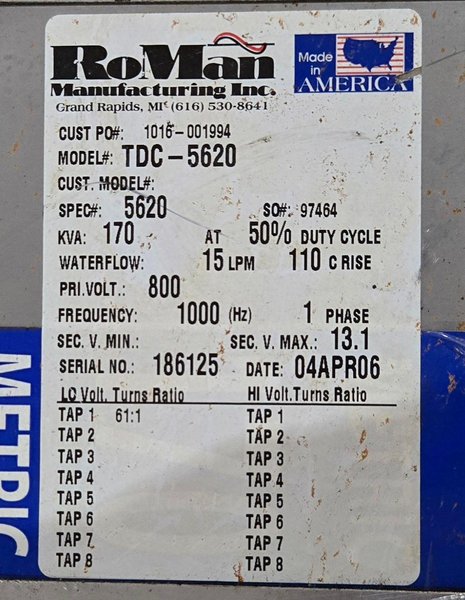 RoMan
Manufacturing Inc.
Grand Rapids, MI (616) 530-8641
Made
in
AMERICA
CUST PO#: 1016-001994
MODEL#: TDC-5620
CUST. MODEL#:
SPEC#: 5620 SO#: 97464
KVA: 170 AT 50% DUTY CYCLE
WATERFLOW: 15 LPM 110 C RISE
PRI.VOLT.: 800
FREQUENCY: 1000 (Hz) 1 PHASE
SEC. V. MIN.: SEC. V. MAX.: 13.1
SERIAL NO.: 186125 DATE: 04APR06
LO Volt. Turns Ratio HI Volt.Turns Ratio
TAP 1 61:1 TAP 1
TAP 2 TAP 2
TAP 3 TAP 3
TAP 4 TAP 4
TAP 5 TAP 5
TAP 6 TAP 6
TAP 7 TAP 7
TAP 8 TAP 8
METRIC